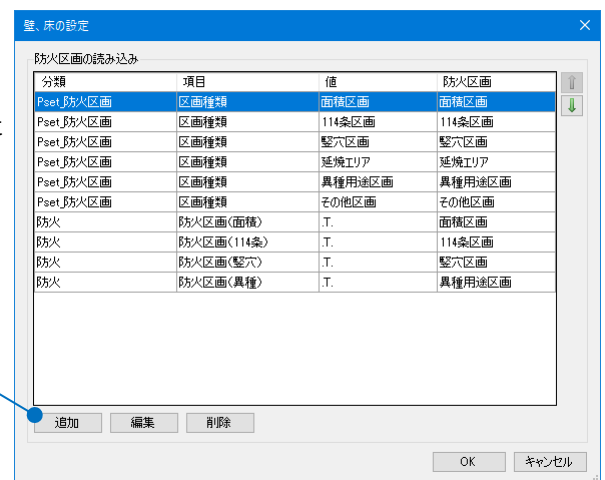 壁、床の設定
防火区画の読み込み
分類 項目 値 防火区画
Pset_防火区画 区画種類 面積区画 面積区画
Pset_防火区画 区画種類 114条区画 114条区画
Pset_防火区画 区画種類 竪穴区画 竪穴区画
Pset_防火区画 区画種類 延焼エリア 延焼エリア
Pset_防火区画 区画種類 異種用途区画 異種用途区画
Pset_防火区画 区画種類 その他区画 その他区画
防火 防火区画(面積) .T. 面積区画
防火 防火区画(114条) .T. 114条区画
防火 防火区画(竪穴) .T. 竪穴区画
防火 防火区画(異種) .T. 異種用途区画
追加 編集 削除
OK キャンセル